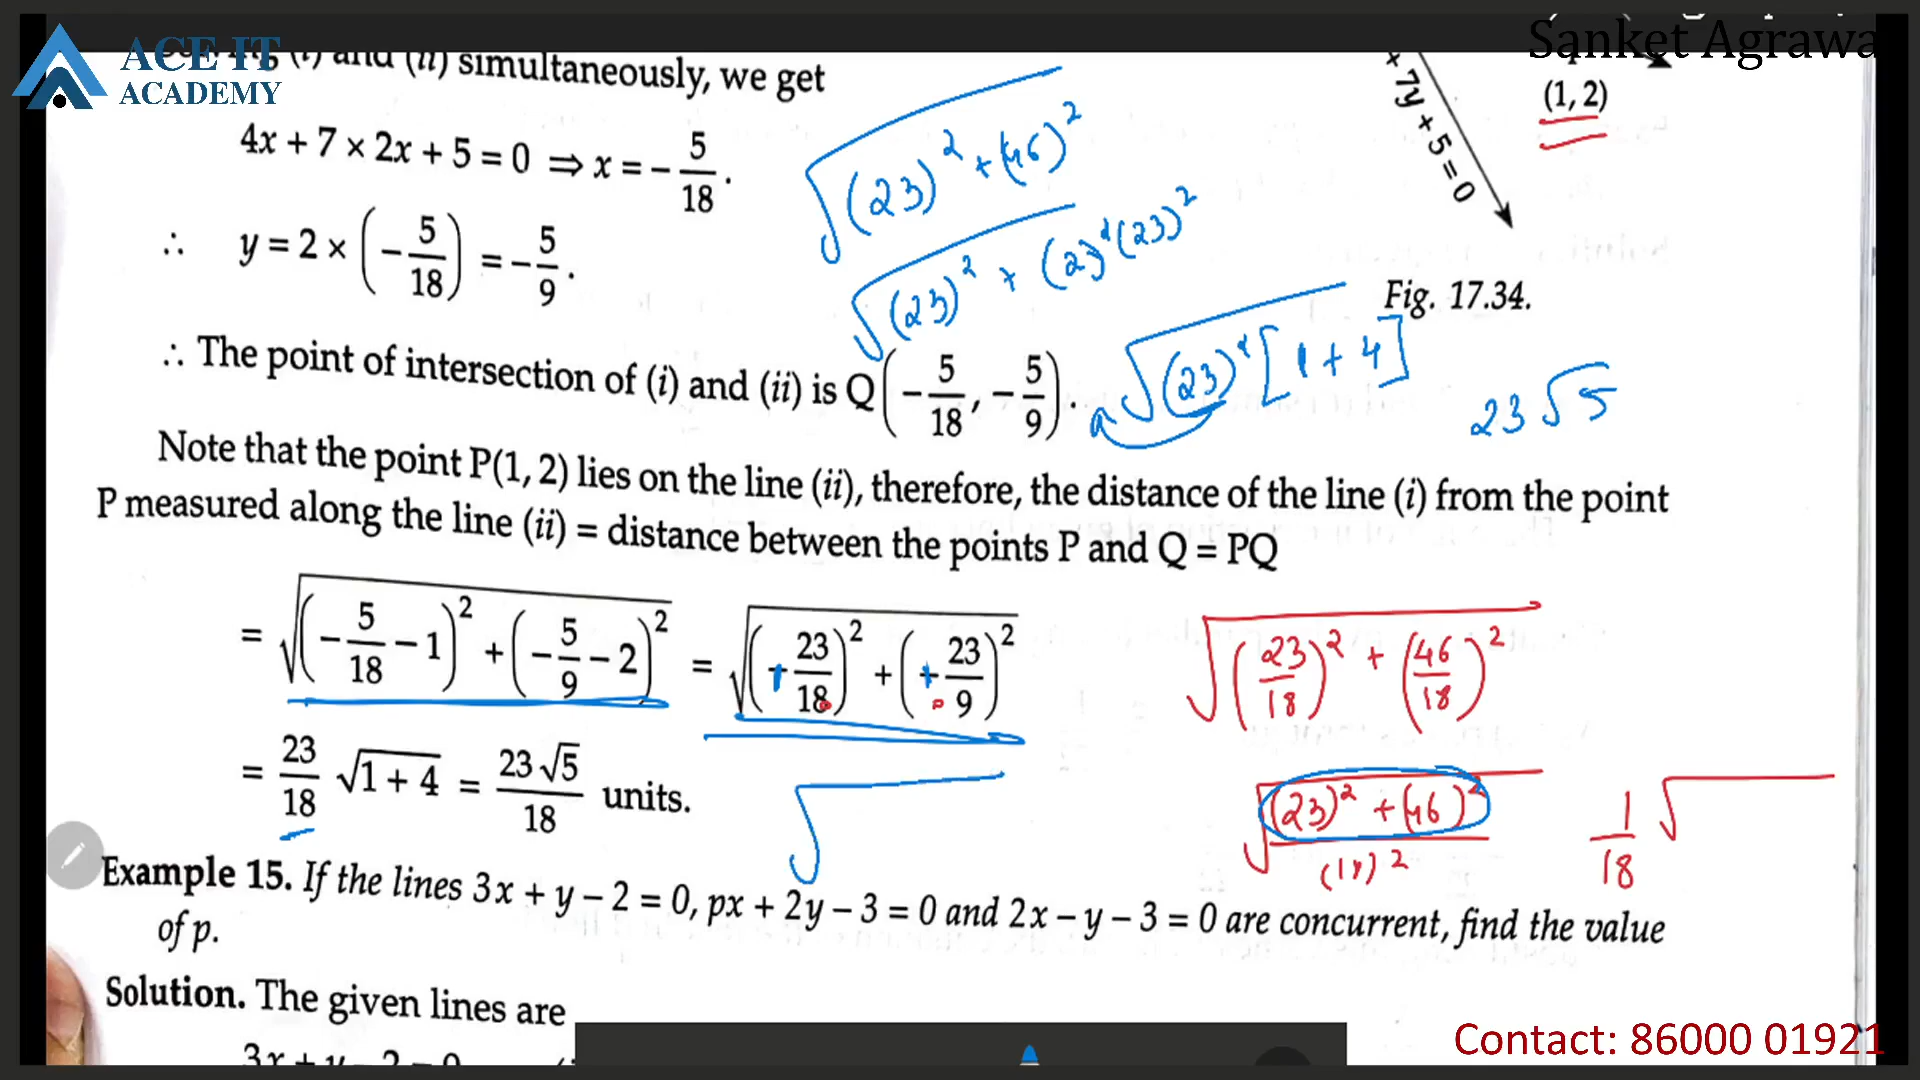 ACE IT
ACADEMY
Sanket Agrawa
(i) and (ii) simultaneously, we get
4x + 7 × 2x + 5 = 0 ⇒ x = − 5/18 .
∴ y = 2 × (− 5/18) = − 5/9 .
√((23)² + (46)²)
√((23)² + (2)²(23)²)
√((23)² [1 + 4])
23√5
+ 7y + 5 = 0
(1, 2)
Fig. 17.34.
∴ The point of intersection of (i) and (ii) is Q(− 5/18, − 5/9).
Note that the point P(1, 2) lies on the line (ii), therefore, the distance of the line (i) from the point
P measured along the line (ii) = distance between the points P and Q = PQ
= √((− 5/18 − 1)² + (− 5/9 − 2)²) = √((+ 23/18)² + (+ 23/9)²)
√((23/18)² + (46/18)²)
= 23/18 √(1 + 4) = 23√5/18 units.
√
√(((23)² + (46)²)/(18)²)
1/18 √
Example 15. If the lines 3x + y − 2 = 0, px + 2y − 3 = 0 and 2x − y − 3 = 0 are concurrent, find the value
of p.
Solution. The given lines are
Contact: 86000 01921